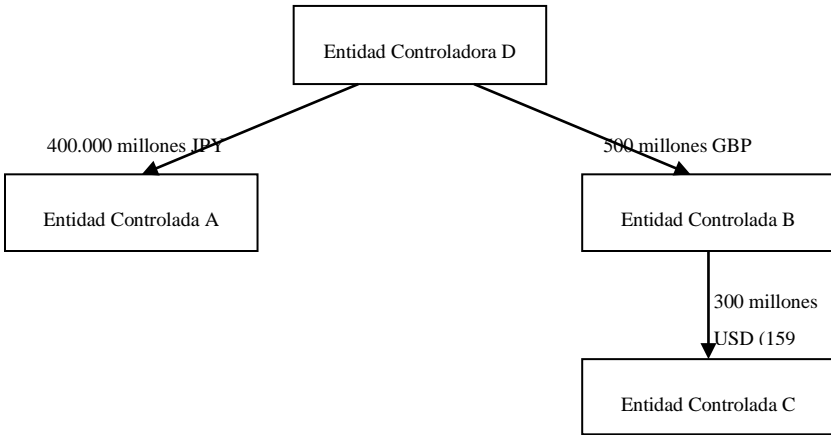 Entidad Controladora D
400.000 millones JPY
500 millones GBP
Entidad Controlada A
Entidad Controlada B
300 millones
USD (159
Entidad Controlada C